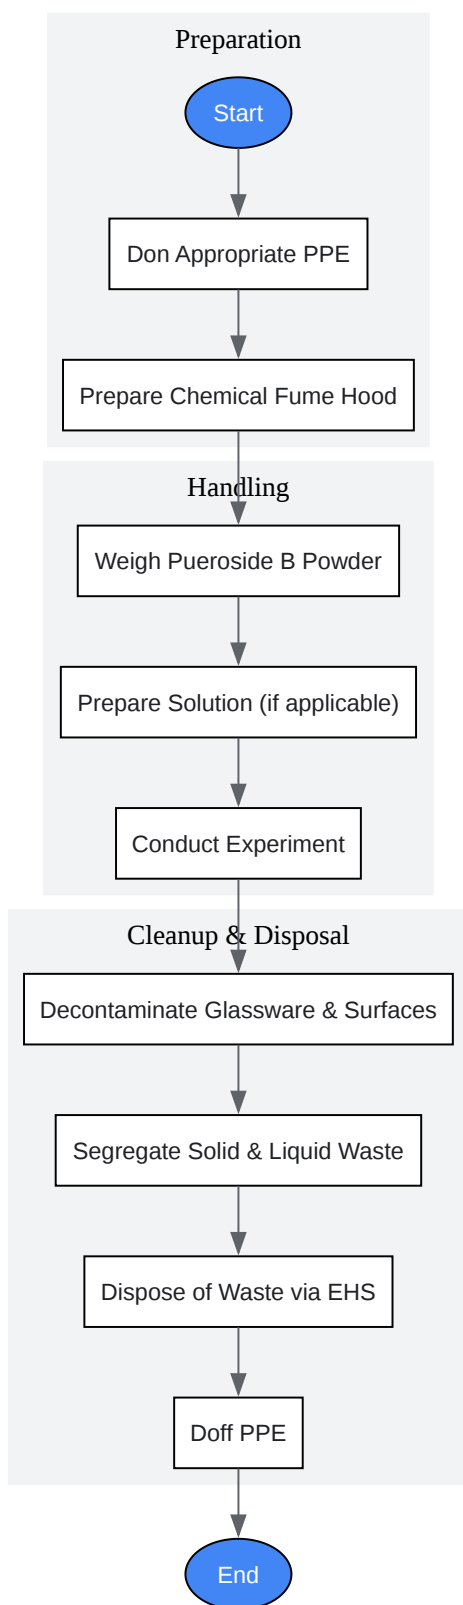 Preparation
Start
Don Appropriate PPE
Prepare Chemical Fume Hood
Handling
Weigh Pueroside B Powder
Prepare Solution (if applicable)
Conduct Experiment
Cleanup & Disposal
Decontaminate Glassware & Surfaces
Segregate Solid & Liquid Waste
Dispose of Waste via EHS
Doff PPE
End